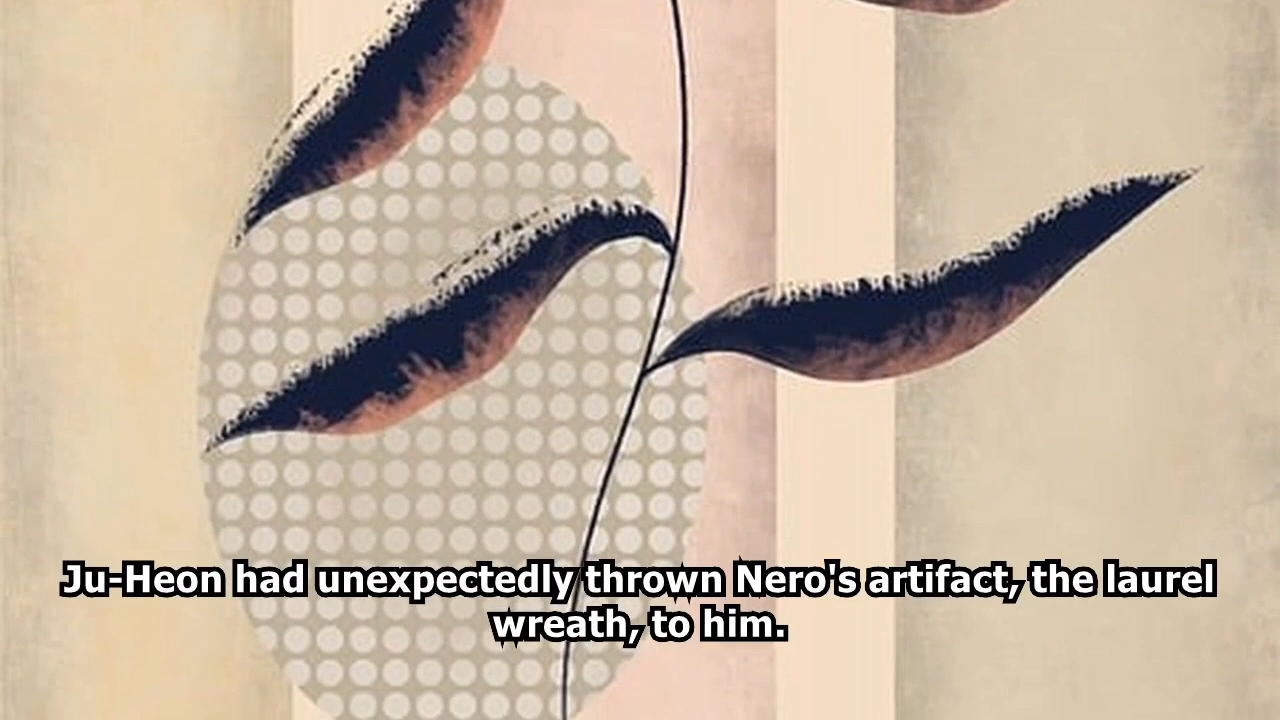 Ju-Heon had unexpectedly thrown Nero's artifact, the laurel
wreath, to him.